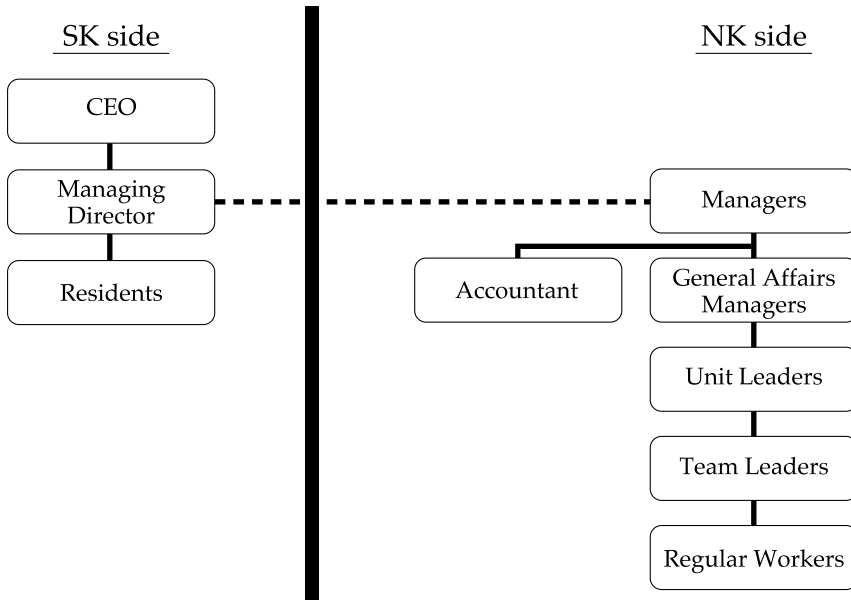 SK side
NK side
CEO
Managing
Director
Managers
Residents
Accountant
General Affairs
Managers
Unit Leaders
Team Leaders
Regular Workers